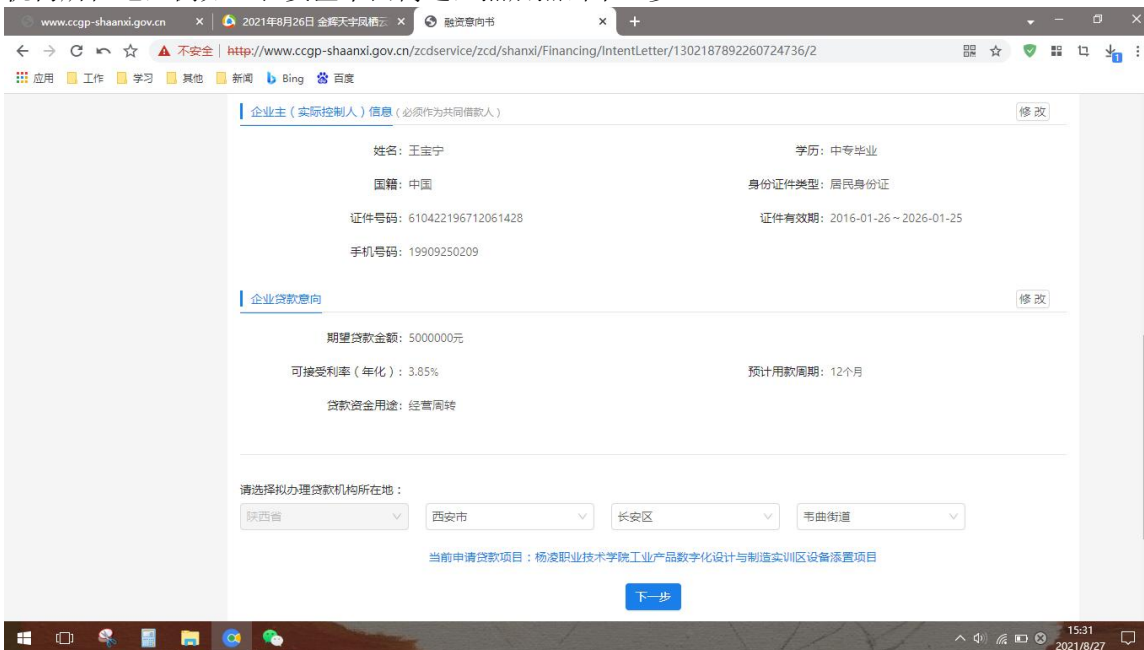 www.ccgp-shaanxi.gov.cn
2021年8月26日 金辉天宇凤栖云
融资意向书
不安全
http://www.ccgp-shaanxi.gov.cn/zcdservice/zcd/shanxi/Financing/IntentLetter/1302187892260724736/2
应用 工作 学习 其他 新闻 Bing 百度
企业主(实际控制人)信息(必须作为共同借款人) 修 改
姓名: 王宝宁 学历: 中专毕业
国籍: 中国 身份证件类型: 居民身份证
证件号码: 610422196712061428 证件有效期: 2016-01-26 ~ 2026-01-25
手机号码: 19909250209
企业贷款意向 修 改
期望贷款金额: 5000000元
可接受利率(年化): 3.85% 预计用款周期: 12个月
贷款资金用途: 经营周转
请选择拟办理贷款机构所在地:
陕西省 西安市 长安区 韦曲街道
当前申请贷款项目:杨凌职业技术学院工业产品数字化设计与制造实训区设备添置项目
下一步
15:31
2021/8/27